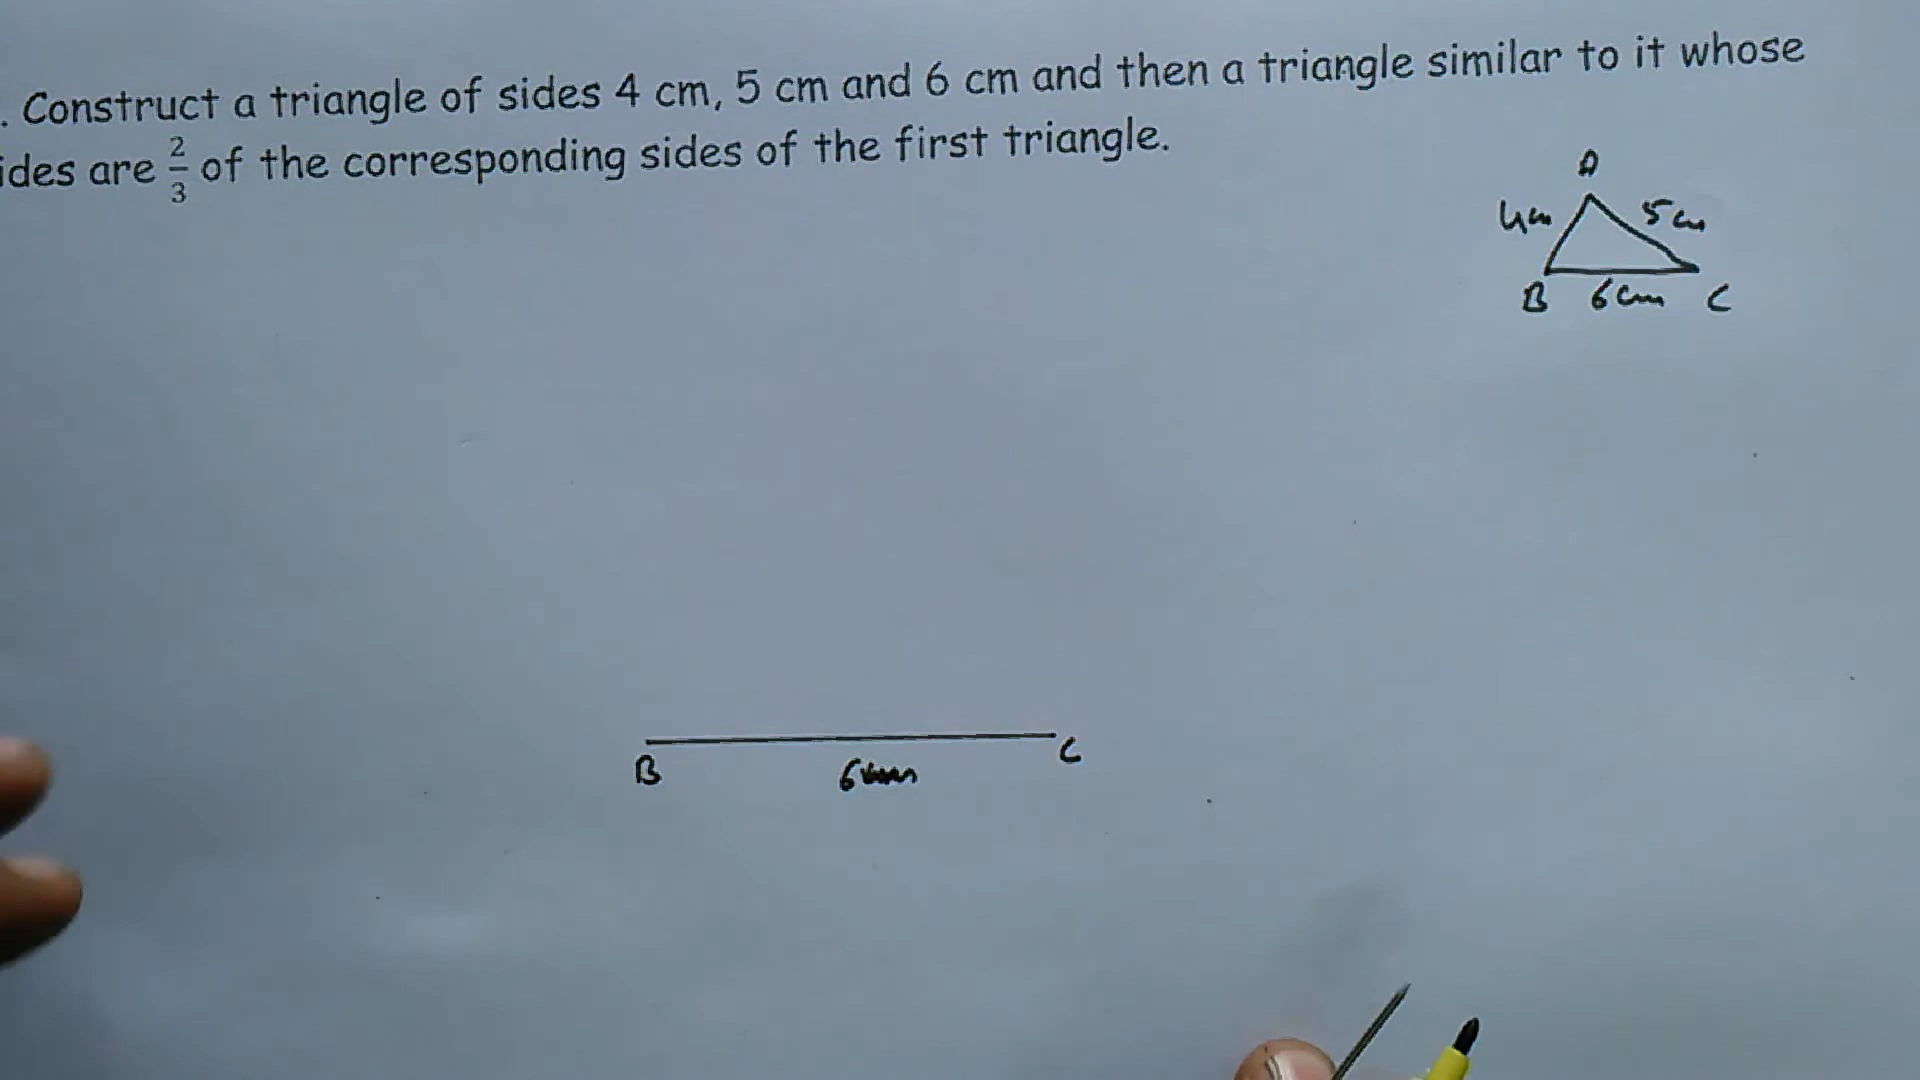 . Construct a triangle of sides 4 cm, 5 cm and 6 cm and then a triangle similar to it whose
ides are 2/3 of the corresponding sides of the first triangle.
A
4cm 5cm
B 6cm C
B 6cm C